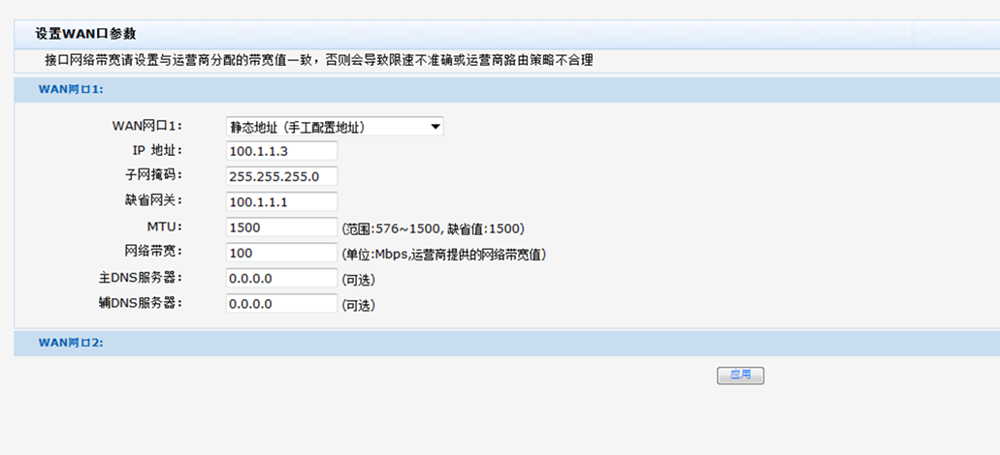 设置WAN口参数
接口网络带宽请设置与运营商分配的带宽值一致，否则会导致限速不准确或运营商路由策略不合理
WAN网口1:
WAN网口1： 静态地址（手工配置地址）
IP 地址： 100.1.1.3
子网掩码： 255.255.255.0
缺省网关： 100.1.1.1
MTU： 1500 (范围:576~1500, 缺省值:1500)
网络带宽： 100 (单位:Mbps,运营商提供的网络带宽值)
主DNS服务器： 0.0.0.0 (可选)
辅DNS服务器： 0.0.0.0 (可选)
WAN网口2:
应用